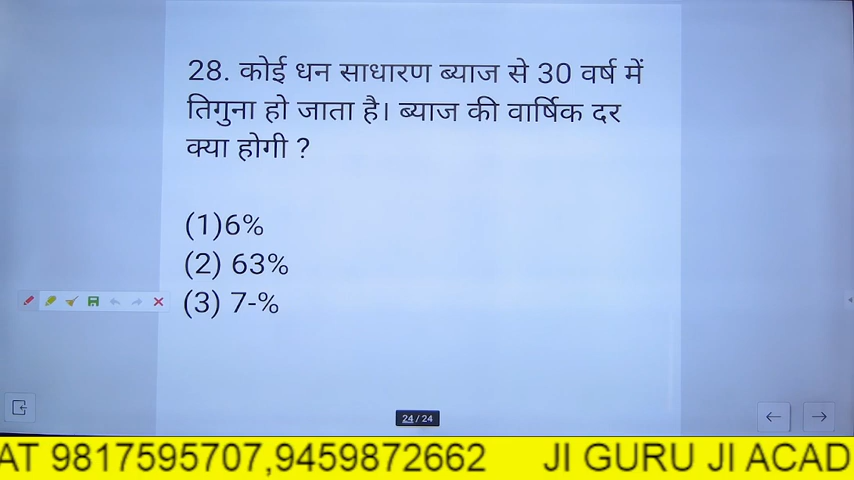 28. कोई धन साधारण ब्याज से 30 वर्ष में
तिगुना हो जाता है। ब्याज की वार्षिक दर
क्या होगी ?
(1)6%
(2) 63%
(3) 7-%
24 / 24
AT 9817595707,9459872662 JI GURU JI ACAD